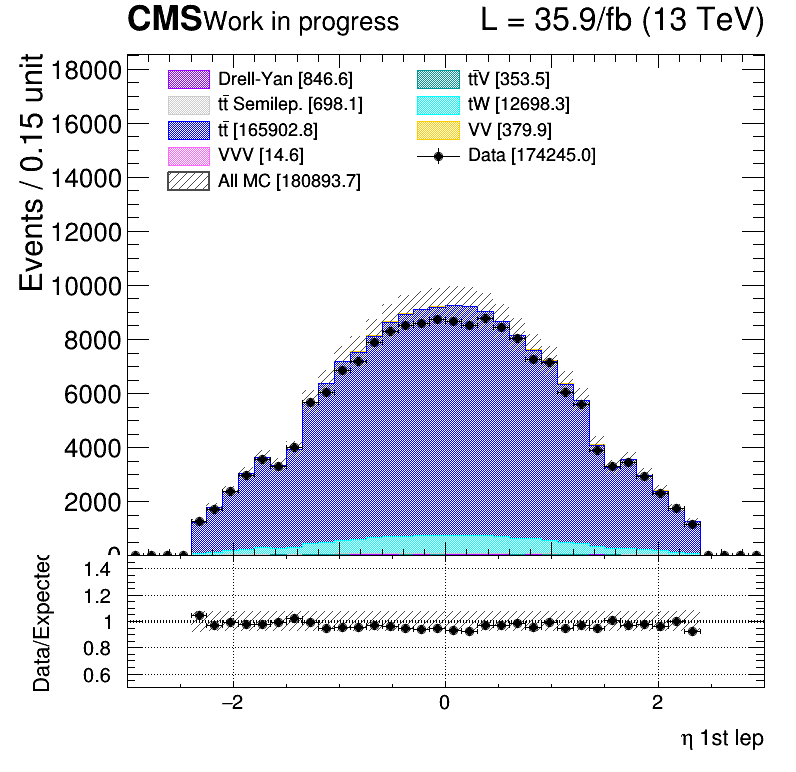 CMS Work in progress L = 35.9/fb (13 TeV)
Events / 0.15 unit
18000
16000
14000
12000
10000
8000
6000
4000
2000
0
Drell-Yan [846.6]
tt̄ Semilep. [698.1]
tt̄ [165902.8]
VVV [14.6]
All MC [180893.7]
tt̄V [353.5]
tW [12698.3]
VV [379.9]
Data [174245.0]
Data/Expected
1.4
1.2
1
0.8
0.6
−2 0 2
η 1st lep